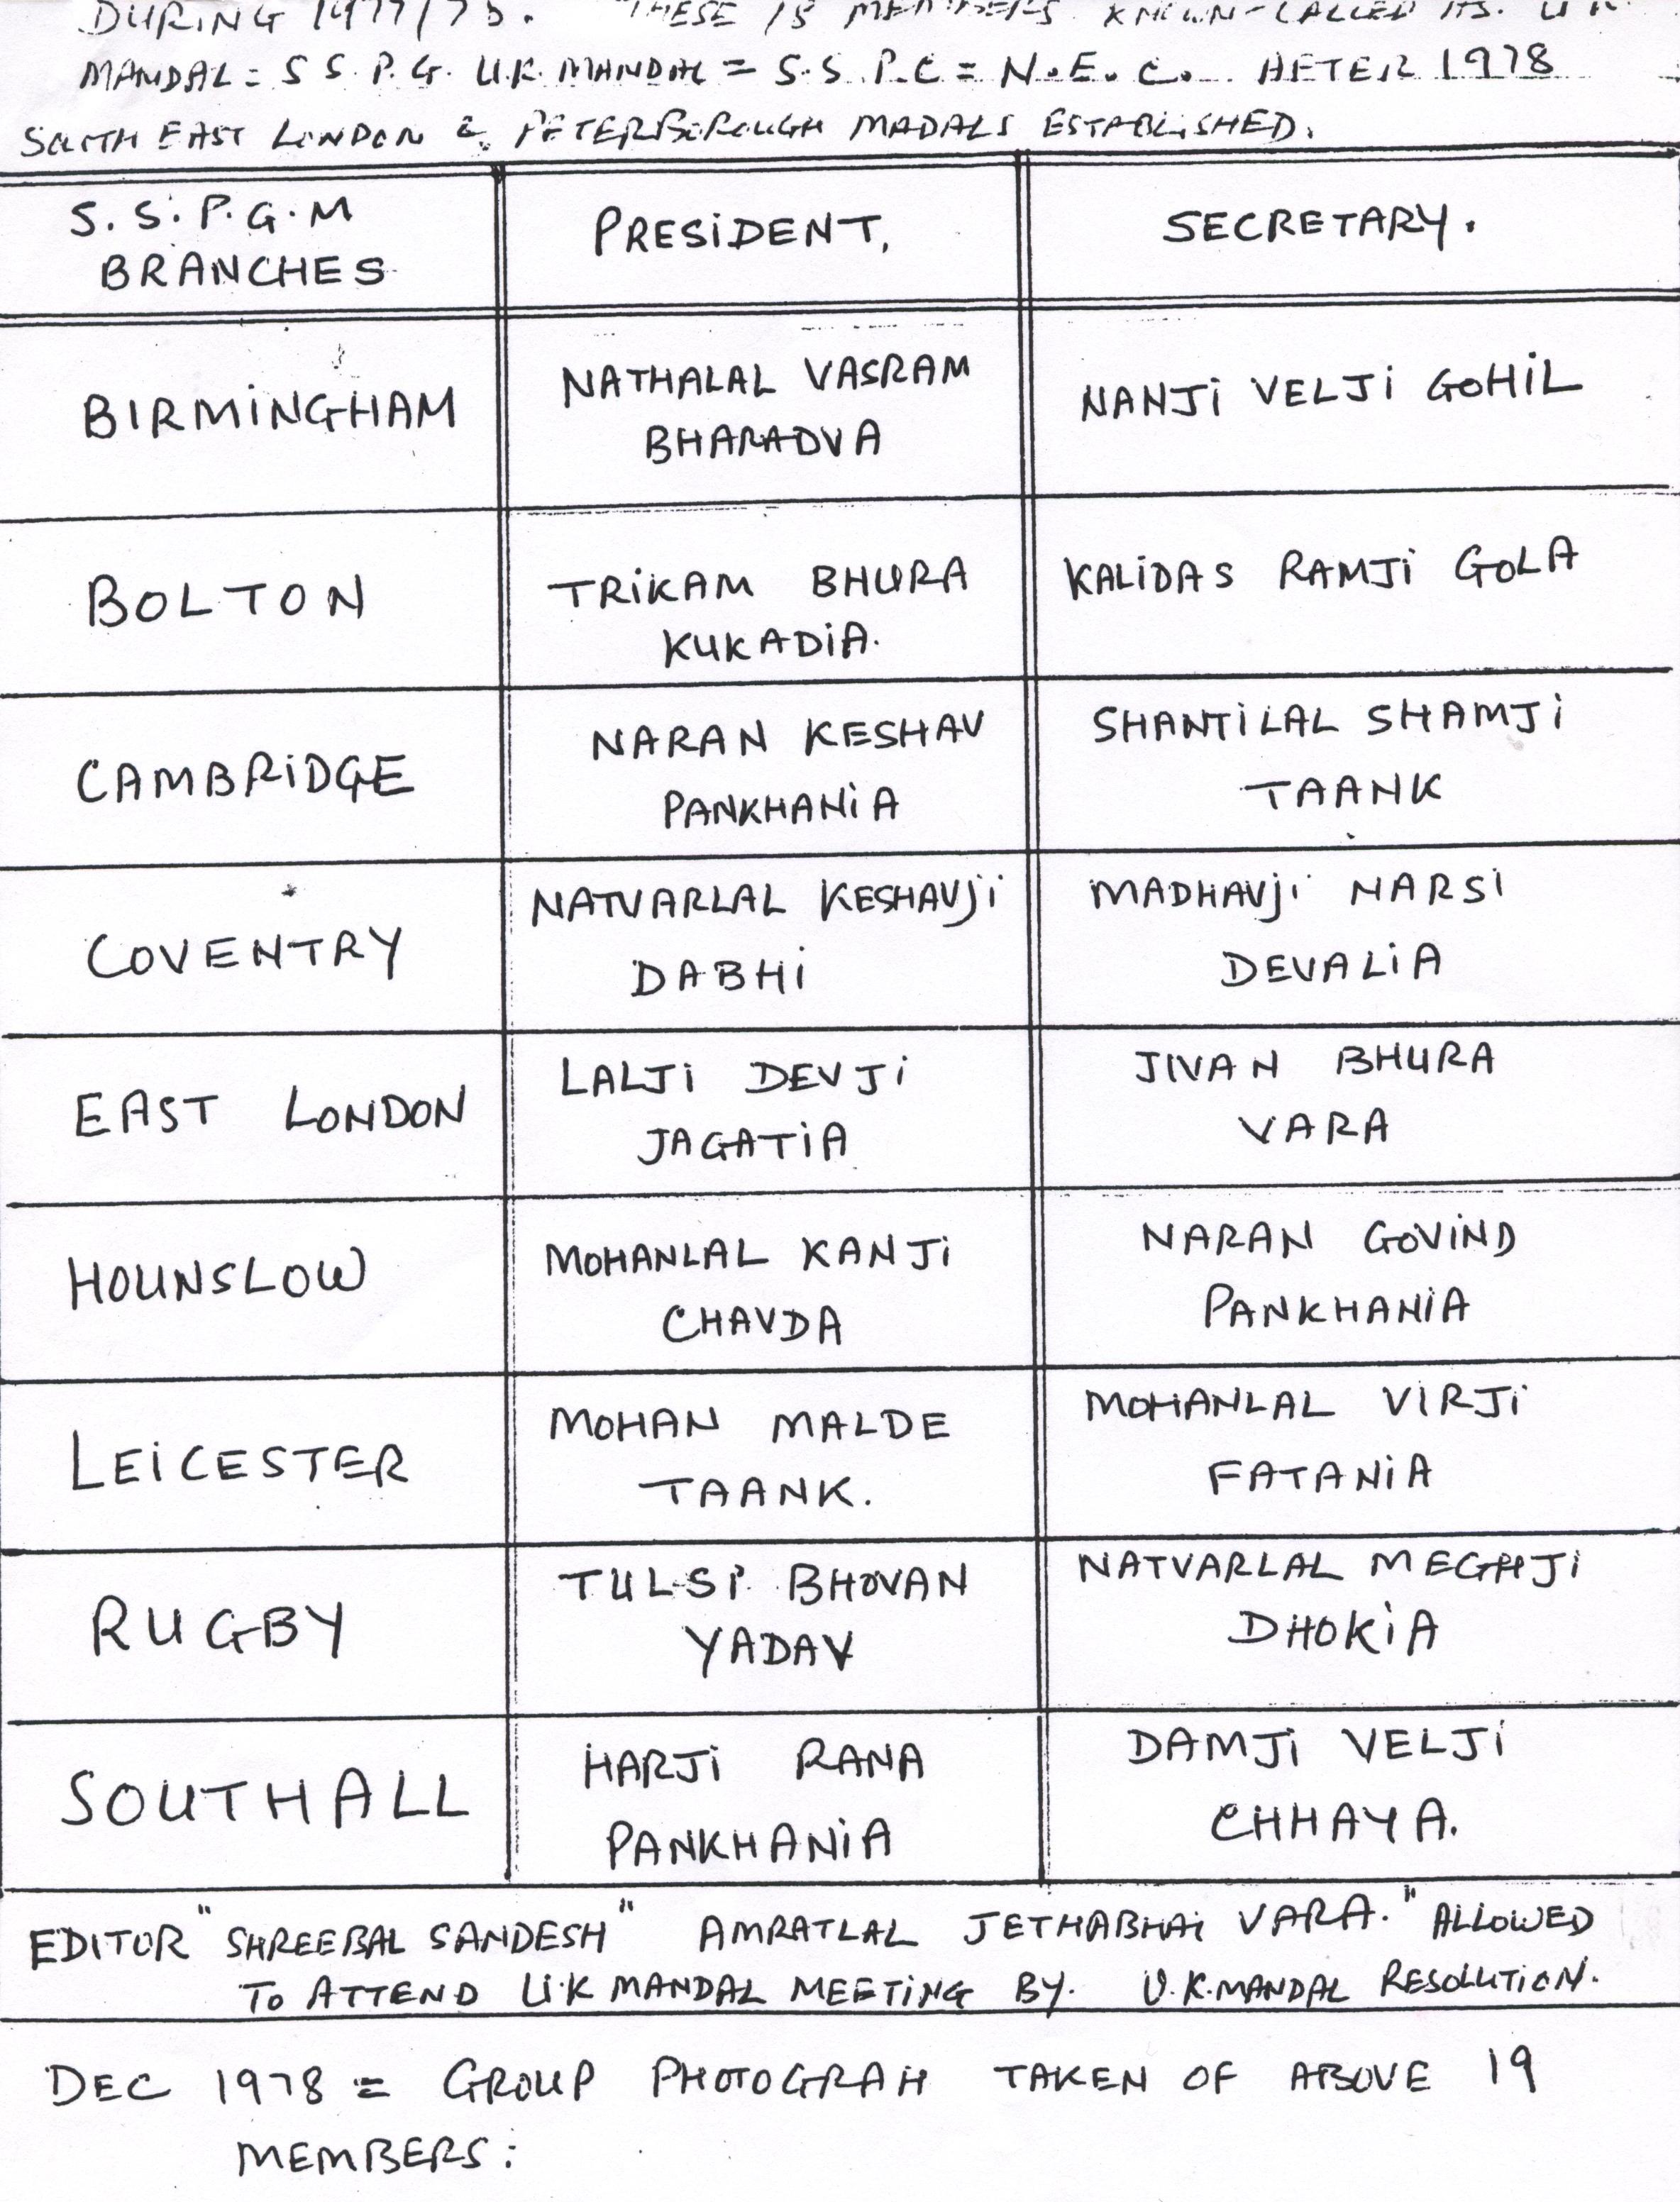 DURING 1977/78. THESE 18 MEMBERS KNOWN-CALLED AS. U.K.
MANDAL = S S. P. G. U.K. MANDAL = S.S. P.C = N.E.C. AFTER 1978
SOUTH EAST LONDON & PETERBOROUGH MADALS ESTABLISHED.
S.S.P.G.M
BRANCHES
PRESIDENT,
SECRETARY.
BIRMINGHAM
NATHALAL VASRAM
BHARADVA
NANJI VELJI GOHIL
BOLTON
TRIKAM BHURA
KUKADIA.
KALIDAS RAMJI GOLA
CAMBRIDGE
NARAN KESHAV
PANKHANIA
SHANTILAL SHAMJI
TAANK
COVENTRY
NATVARLAL KESHAVJI
DABHI
MADHAVJI NARSI
DEVALIA
EAST LONDON
LALJI DEVJI
JAGATIA
JIVAN BHURA
VARA
HOUNSLOW
MOHANLAL KANJI
CHAVDA
NARAN GOVIND
PANKHANIA
LEICESTER
MOHAN MALDE
TAANK.
MOHANLAL VIRJI
FATANIA
RUGBY
TULSI BHOVAN
YADAV
NATVARLAL MEGHJI
DHOKIA
SOUTHALL
HARJI RANA
PANKHANIA
DAMJI VELJI
CHHAYA.
EDITOR "SHREEBAL SANDESH" AMRATLAL JETHABHAI VARA." ALLOWED
TO ATTEND U.K MANDAL MEETING BY. U.K.MANDAL RESOLUTION.
DEC 1978 = GROUP PHOTOGRAH TAKEN OF ABOVE 19
MEMBERS: